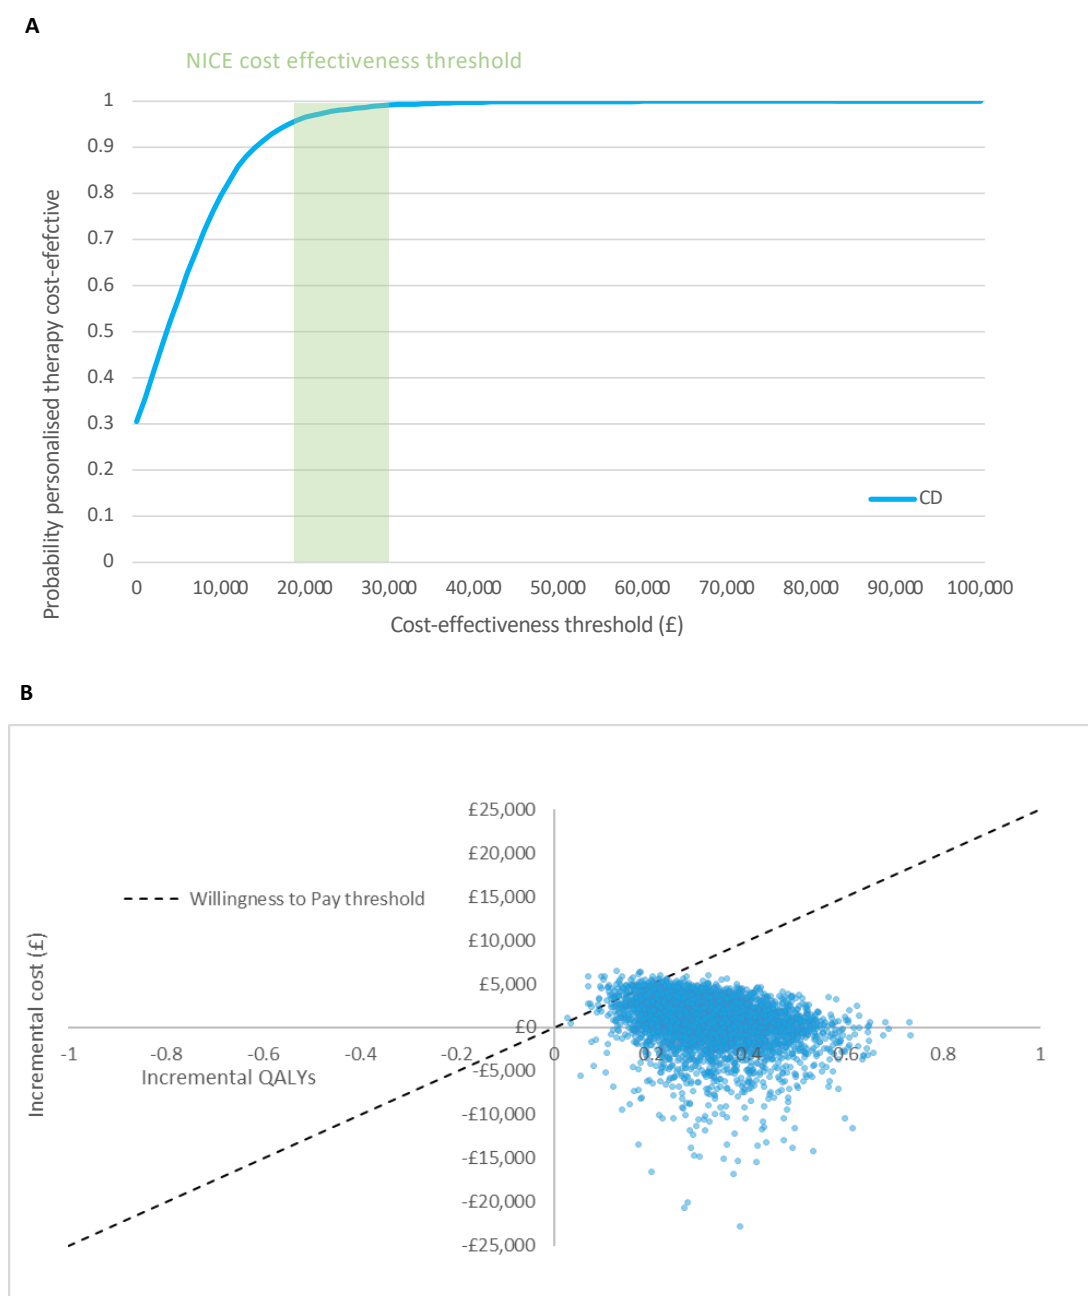 A
NICE cost effectiveness threshold
1
0.9
0.8
0.7
0.6
0.5
0.4
0.3
0.2
0.1
0
Probability personalised therapy cost-efefctive
CD
0 10,000 20,000 30,000 40,000 50,000 60,000 70,000 80,000 90,000 100,000
Cost-effectiveness threshold (£)
B
£25,000
£20,000
£15,000
£10,000
£5,000
£0
-£5,000
-£10,000
-£15,000
-£20,000
-£25,000
Willingness to Pay threshold
Incremental cost (£)
-1 -0.8 -0.6 -0.4 -0.2 0 0.2 0.4 0.6 0.8 1
Incremental QALYs